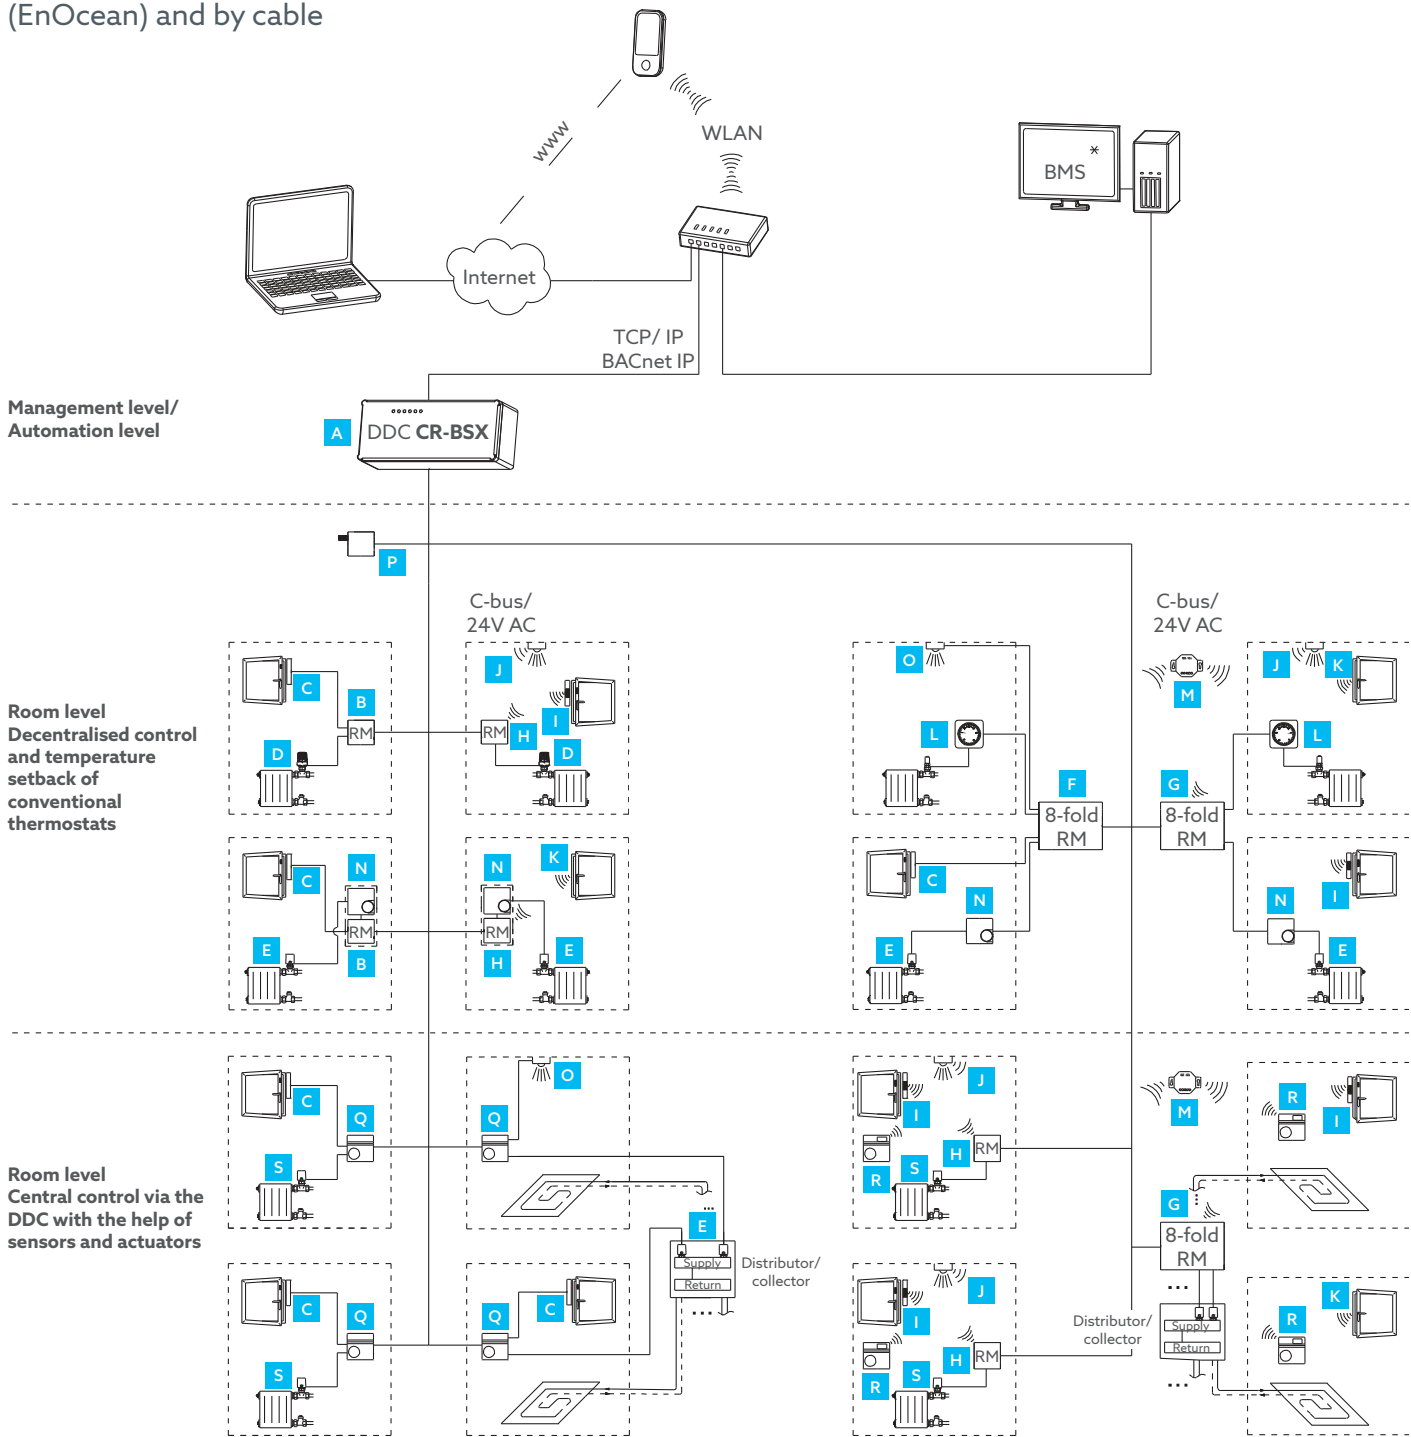 (EnOcean) and by cable
WLAN
www
BMS
*
Internet
TCP/ IP
BACnet IP
Management level/
Automation level
A
DDC CR-BSX
P
C-bus/
24V AC
C-bus/
24V AC
Room level
Decentralised control
and temperature
setback of
conventional
thermostats
C
B
RM
D
J
I
RM
H
D
O
L
F
8-fold
RM
M
G
8-fold
RM
J
K
L
C
N
RM
B
E
N
K
RM
H
E
C
N
E
I
N
E
Room level
Central control via the
DDC with the help of
sensors and actuators
C
Q
S
Q
O
E
...
Supply
Return
...
Distributor/
collector
C
Q
S
Q
C
J
I
H
RM
R
S
J
I
H
RM
R
S
M
R
I
G
8-fold
RM
...
Distributor/
collector
Supply
Return
...
R
K